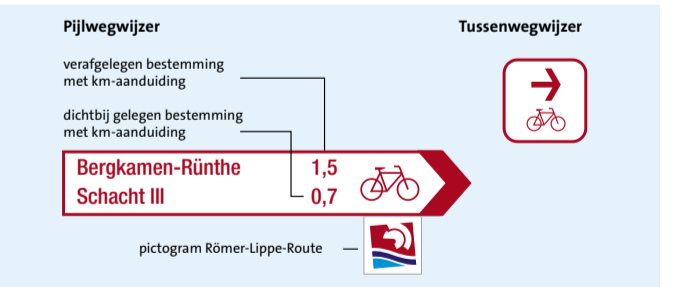 Pijlwegwijzer
Tussenwegwijzer
verafgelegen bestemming
met km-aanduiding
dichtbij gelegen bestemming
met km-aanduiding
Bergkamen-Rünthe 1,5
Schacht III 0,7
pictogram Römer-Lippe-Route